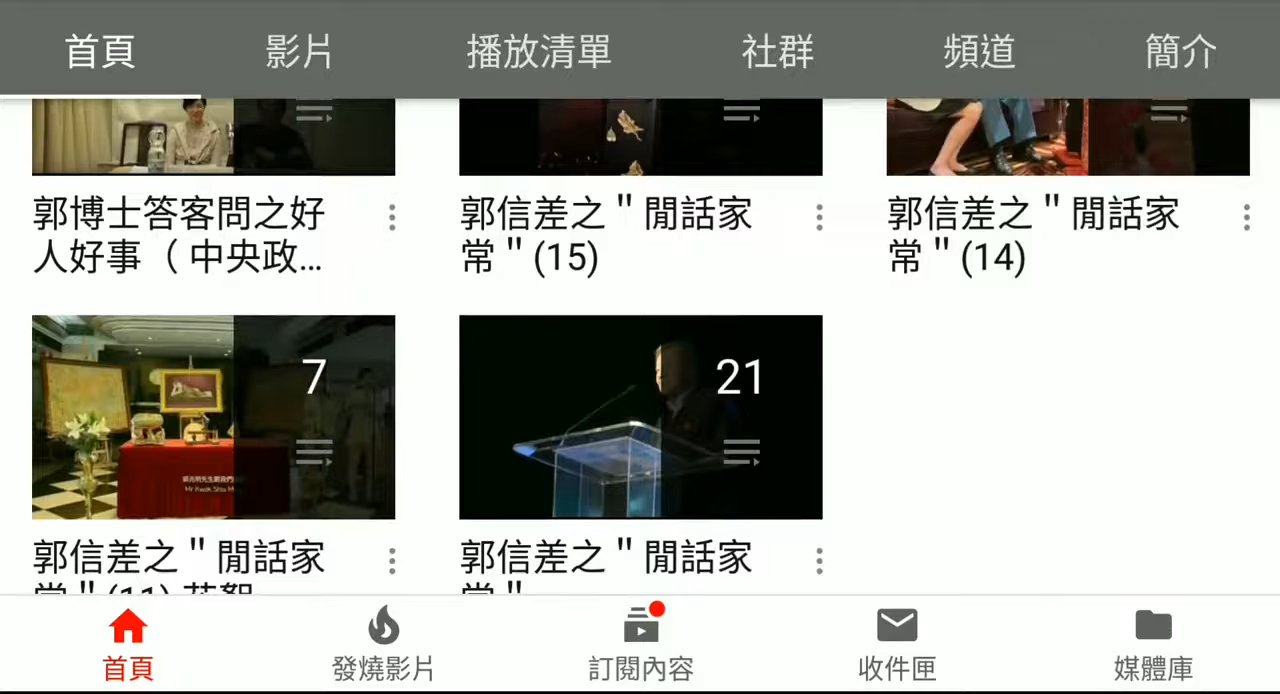 首頁
影片
播放清單
社群
頻道
簡介
郭博士答客問之好
人好事（中央政...
郭信差之＂閒話家
常＂(15)
郭信差之＂閒話家
常＂(14)
7
21
郭信差之＂閒話家
常＂(11)
郭信差之＂閒話家
常＂
首頁
發燒影片
訂閱內容
收件匣
媒體庫